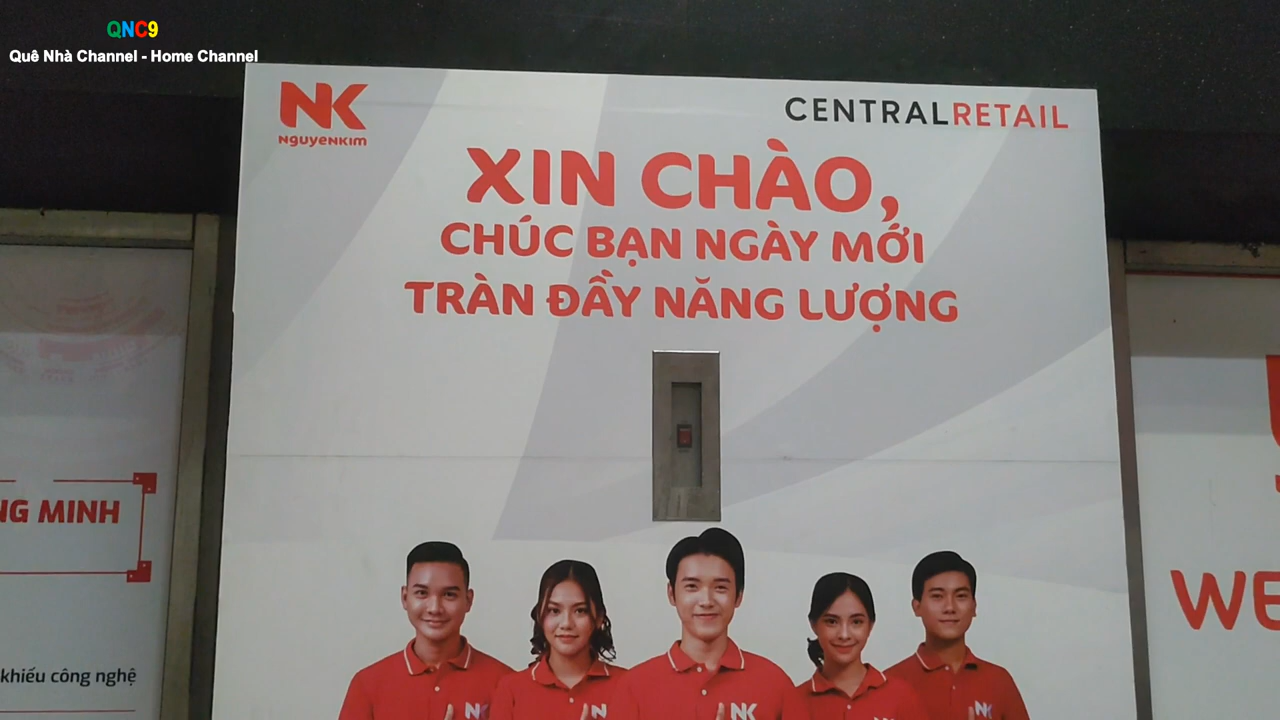 QNC9
Quê Nhà Channel - Home Channel
NK
NGUYENKIM
CENTRALRETAIL
XIN CHÀO,
CHÚC BẠN NGÀY MỚI
TRÀN ĐẦY NĂNG LƯỢNG
NG MINH
khiếu công nghệ
WE
NK
NK
NK